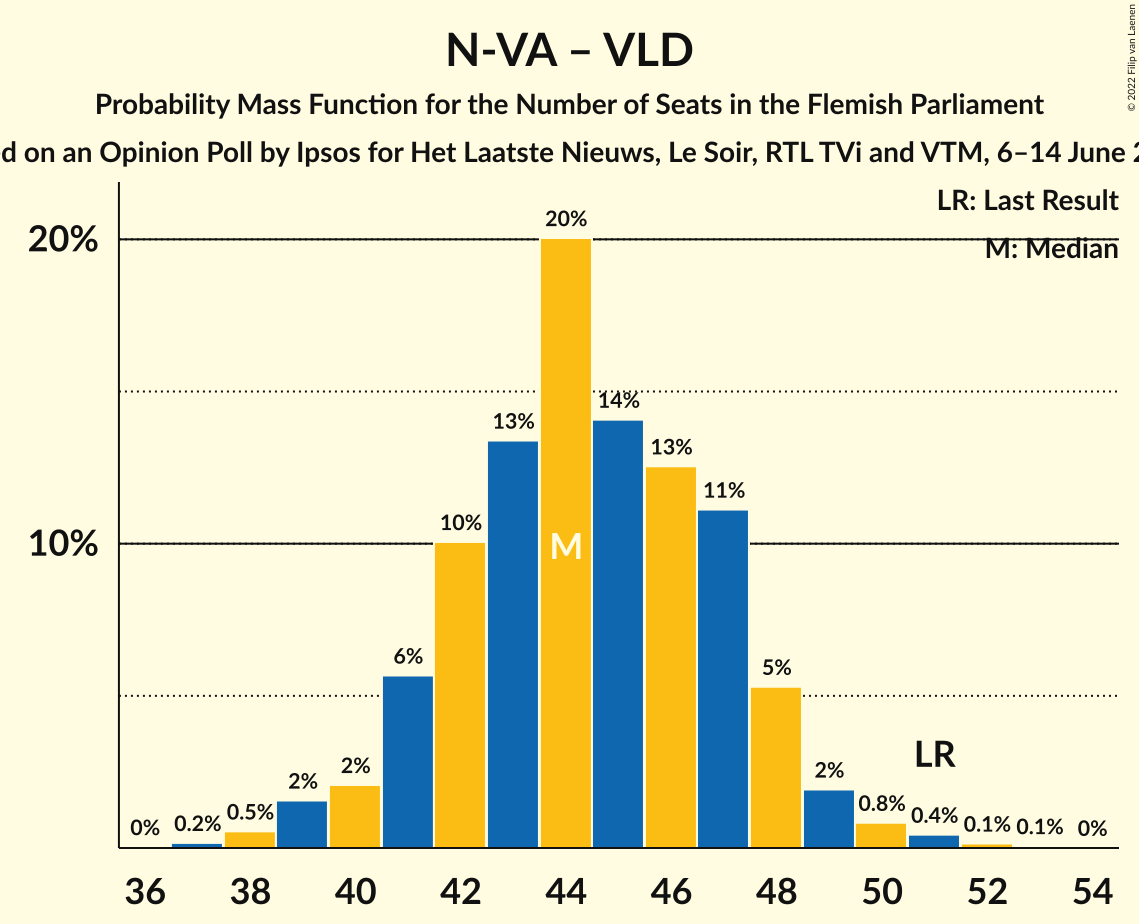 © 2022 Filip van Laenen
N-VA – VLD
Probability Mass Function for the Number of Seats in the Flemish Parliament
on an Opinion Poll by Ipsos for Het Laatste Nieuws, Le Soir, RTL TVi and VTM, 6–14 June
LR: Last Result
M: Median
20%
10%
0% 0.2% 0.5% 2% 2% 6% 10% 13% 20% 14% 13% 11% 5% 2% 0.8% 0.4% 0.1% 0.1% 0%
M
LR
36 38 40 42 44 46 48 50 52 54